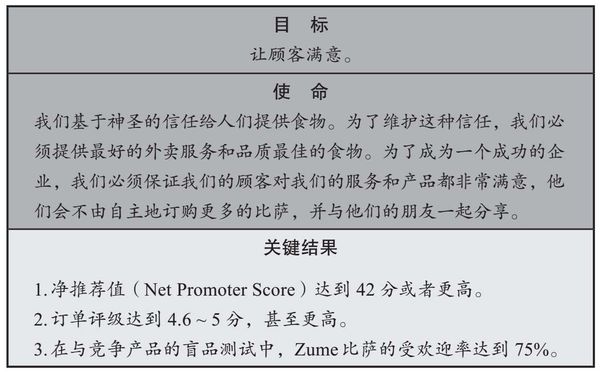 目 标
让顾客满意。
使 命
我们基于神圣的信任给人们提供食物。为了维护这种信任，我们必
须提供最好的外卖服务和品质最佳的食物。为了成为一个成功的企
业，我们必须保证我们的顾客对我们的服务和产品都非常满意，他
们会不由自主地订购更多的比萨，并与他们的朋友一起分享。
关键结果
1.净推荐值（Net Promoter Score）达到 42 分或者更高。
2.订单评级达到 4.6 ~ 5 分，甚至更高。
3.在与竞争产品的盲品测试中，Zume 比萨的受欢迎率达到 75%。